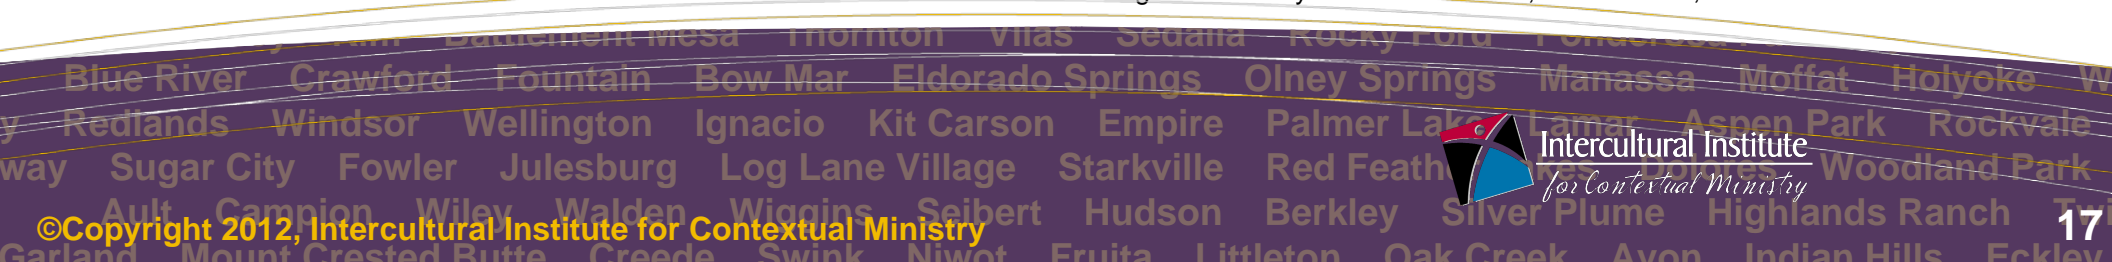 Battlement Mesa Thornton Vilas Sedalia Rocky Ford
Blue River Crawford Fountain Bow Mar Eldorado Springs Olney Springs Manassa Moffat Holyoke W
y Redlands Windsor Wellington Ignacio Kit Carson Empire Palmer Lake Lamar Aspen Park Rockvale
Intercultural Institute
way Sugar City Fowler Julesburg Log Lane Village Starkville Red Feath kes Dolores Woodland Park
for Contextual Ministry
Ault Campion Wiley Walden Wiggins Seibert Hudson Berkley Silver Plume Highlands Ranch Twi
©Copyright 2012, Intercultural Institute for Contextual Ministry
17
Garland Mount Crested Butte Creede Swink Niwot Fruita Littleton Oak Creek Avon Indian Hills Eckley